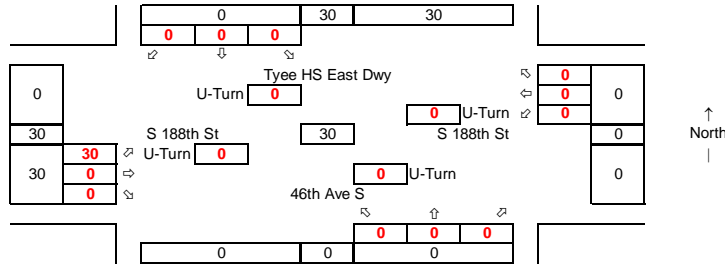 0 30 30
0 0 0
Tyee HS East Dwy
0 U-Turn 0 0 0
0
0 U-Turn 0
↑
30 S 188th St 30 S 188th St 0 North
30 U-Turn 0
30 0 0 U-Turn 0
0 46th Ave S
0 0 0
0 0 0